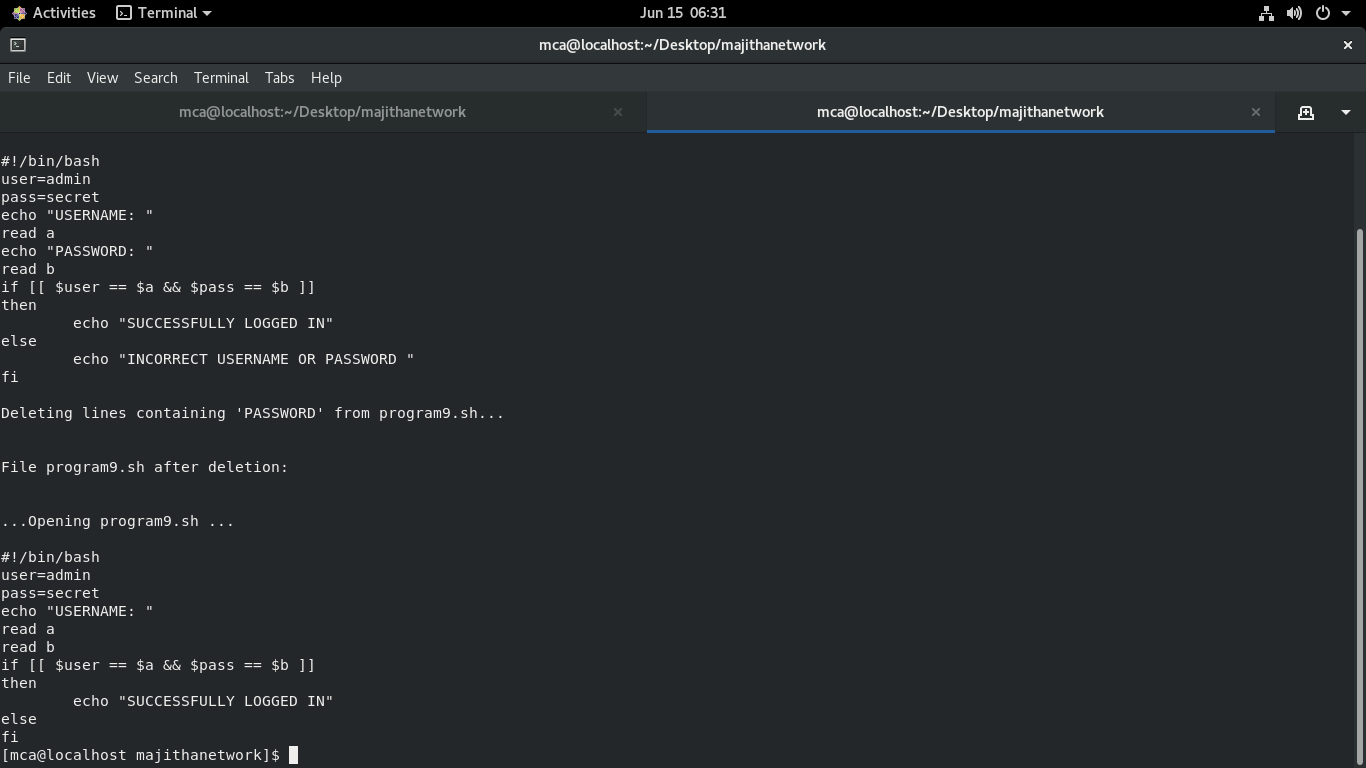 Activities Terminal Jun 15 06:31
mca@localhost:~/Desktop/majithanetwork
File Edit View Search Terminal Tabs Help
mca@localhost:~/Desktop/majithanetwork mca@localhost:~/Desktop/majithanetwork
#!/bin/bash
user=admin
pass=secret
echo "USERNAME: "
read a
echo "PASSWORD: "
read b
if [[ $user == $a && $pass == $b ]]
then
        echo "SUCCESSFULLY LOGGED IN"
else
        echo "INCORRECT USERNAME OR PASSWORD "
fi
Deleting lines containing 'PASSWORD' from program9.sh...
File program9.sh after deletion:
...Opening program9.sh ...
#!/bin/bash
user=admin
pass=secret
echo "USERNAME: "
read a
read b
if [[ $user == $a && $pass == $b ]]
then
        echo "SUCCESSFULLY LOGGED IN"
else
fi
[mca@localhost majithanetwork]$